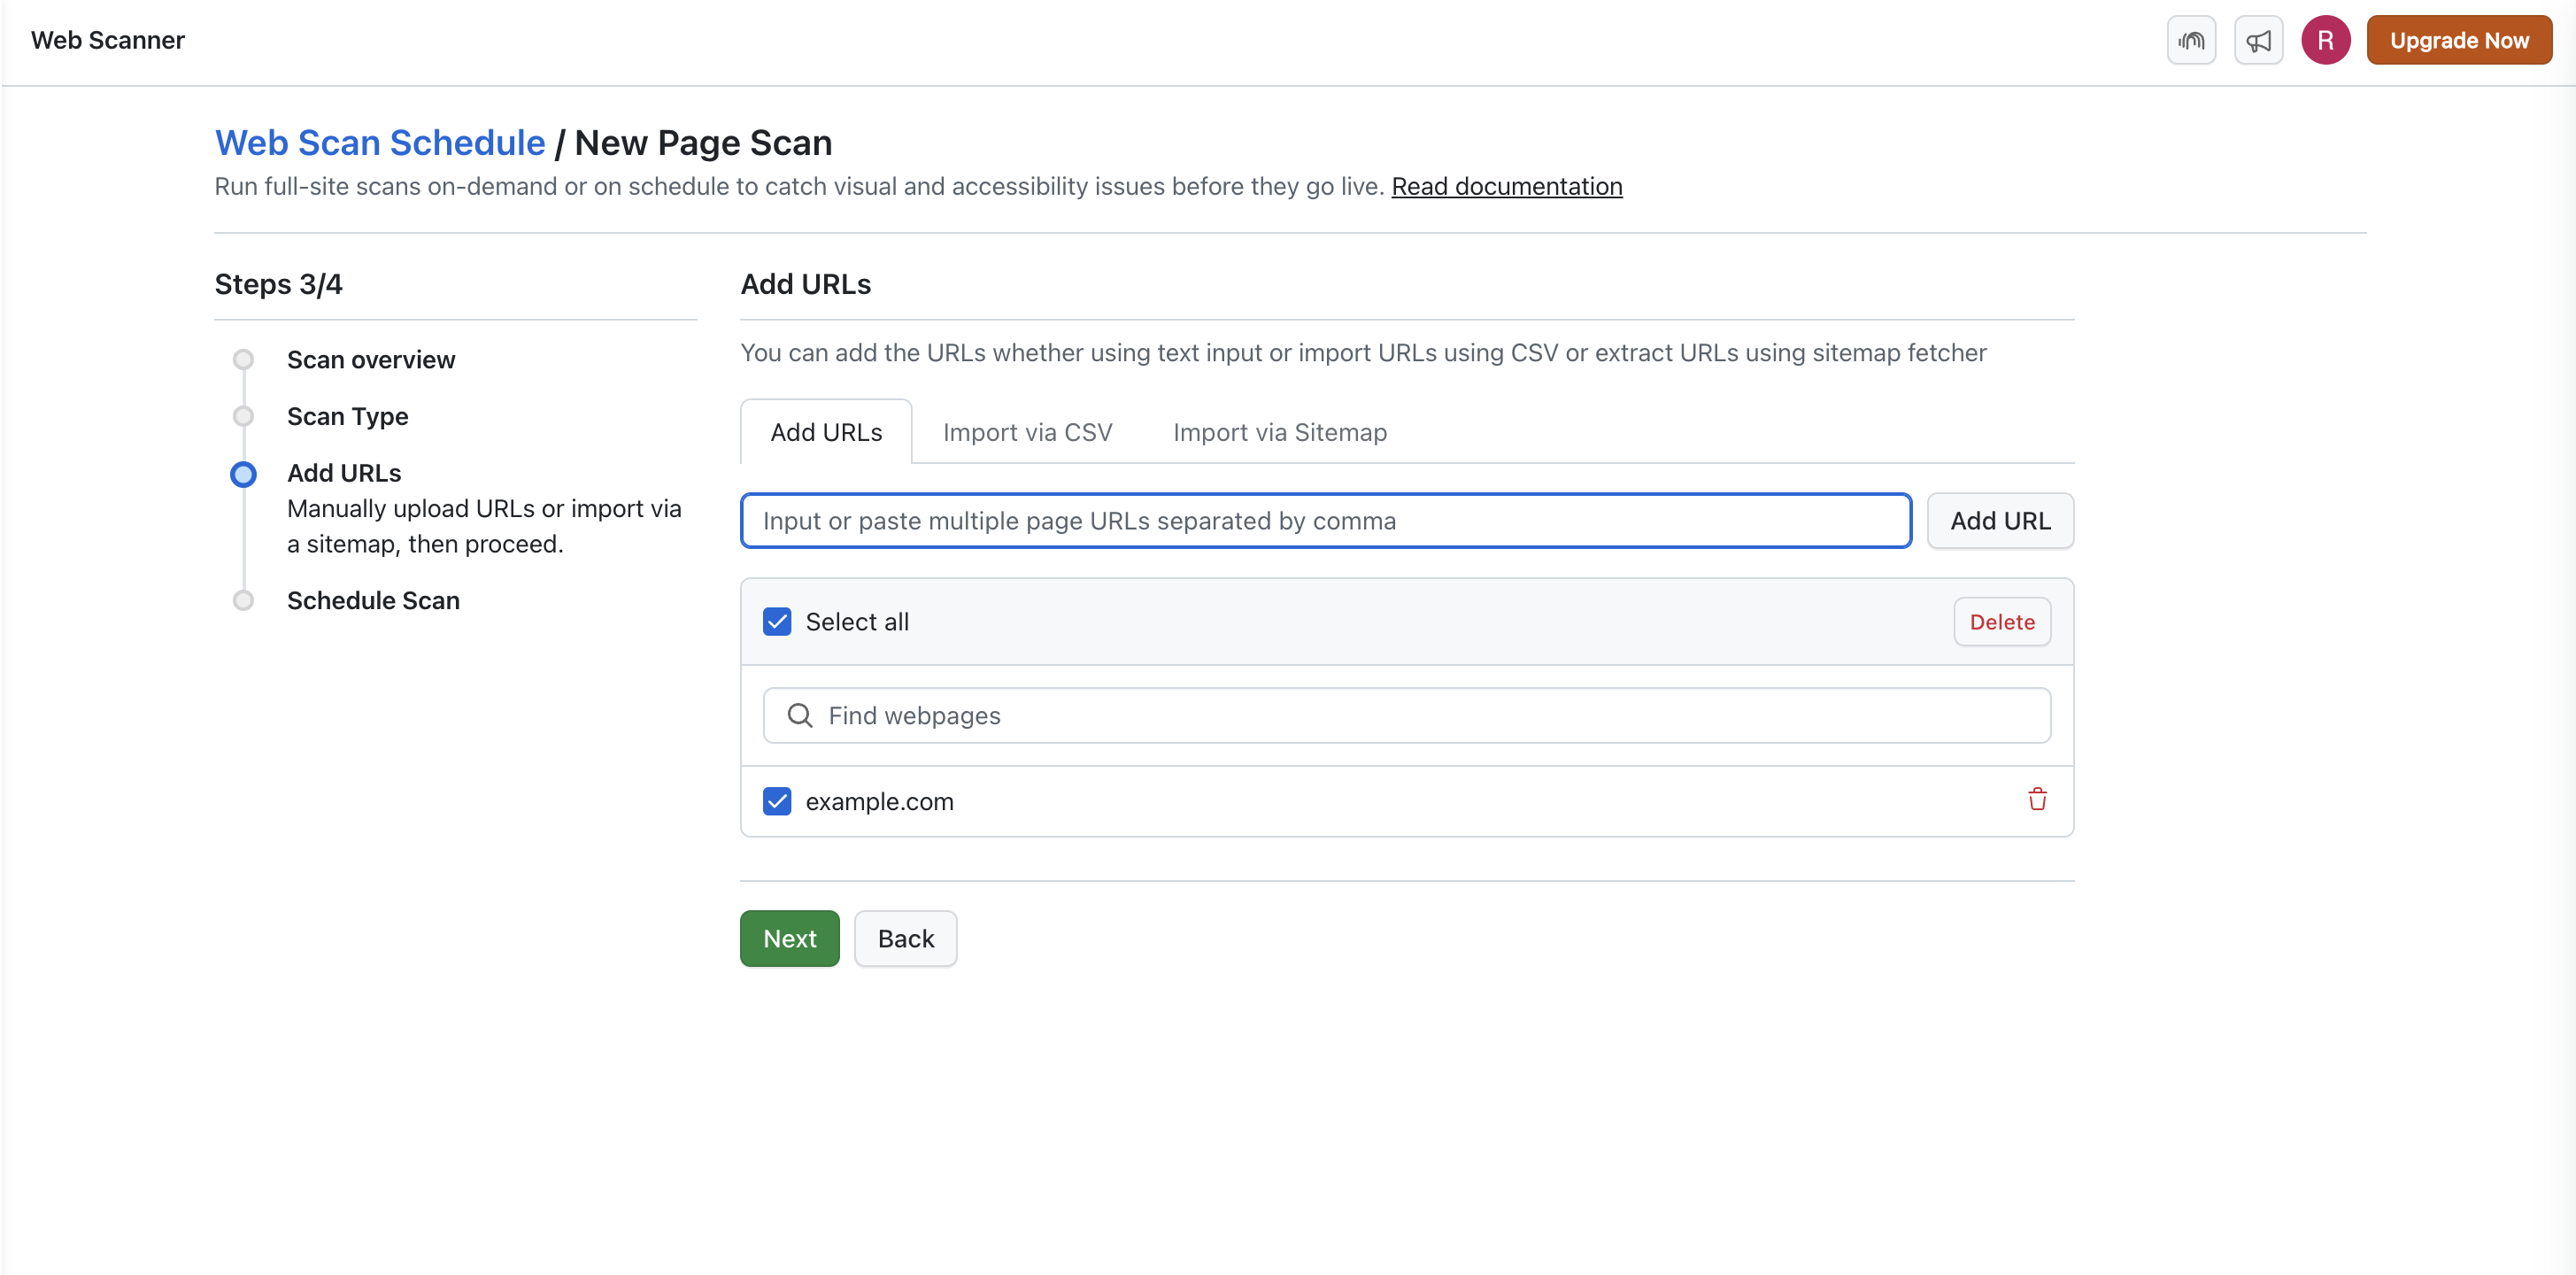 Web Scanner
R
Upgrade Now
Web Scan Schedule / New Page Scan
Run full-site scans on-demand or on schedule to catch visual and accessibility issues before they go live. Read documentation
Steps 3/4
Scan overview
Scan Type
Add URLs
Manually upload URLs or import via
a sitemap, then proceed.
Schedule Scan
Add URLs
You can add the URLs whether using text input or import URLs using CSV or extract URLs using sitemap fetcher
Add URLs
Import via CSV
Import via Sitemap
Input or paste multiple page URLs separated by comma
Add URL
Select all
Delete
Find webpages
example.com
Next
Back